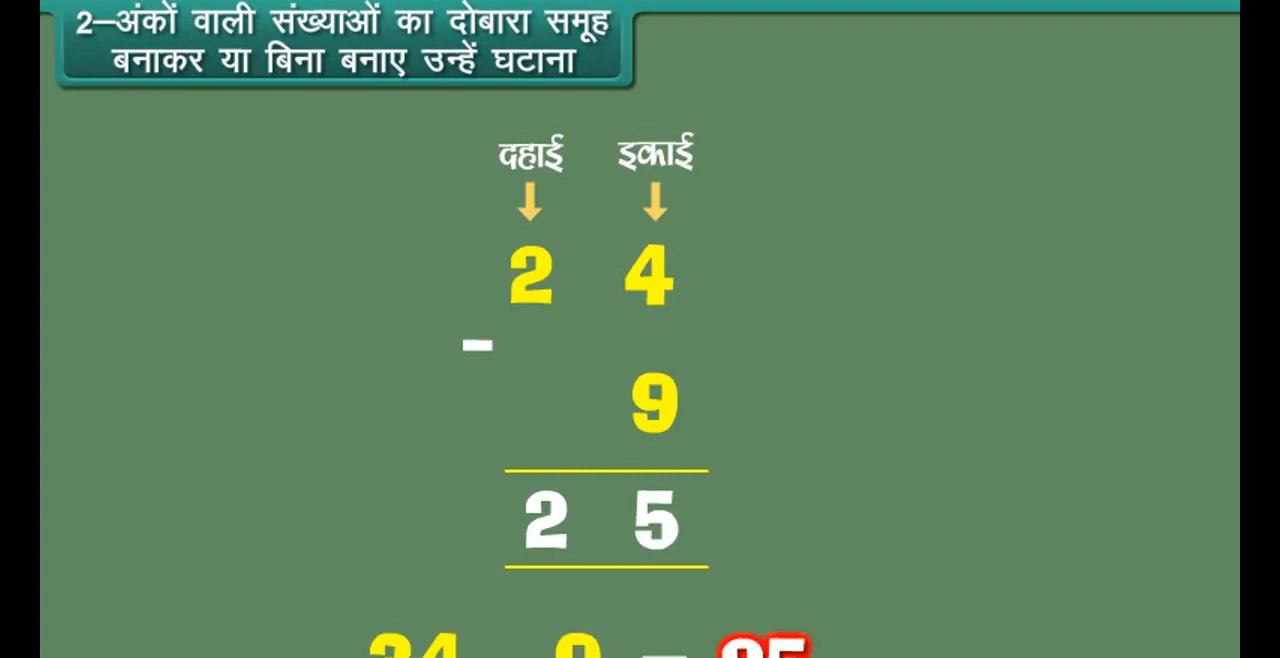 2–अंकों वाली संख्याओं का दोबारा समूह
बनाकर या बिना बनाए उन्हें घटाना
दहाई इकाई
2 4
-
9
2 5